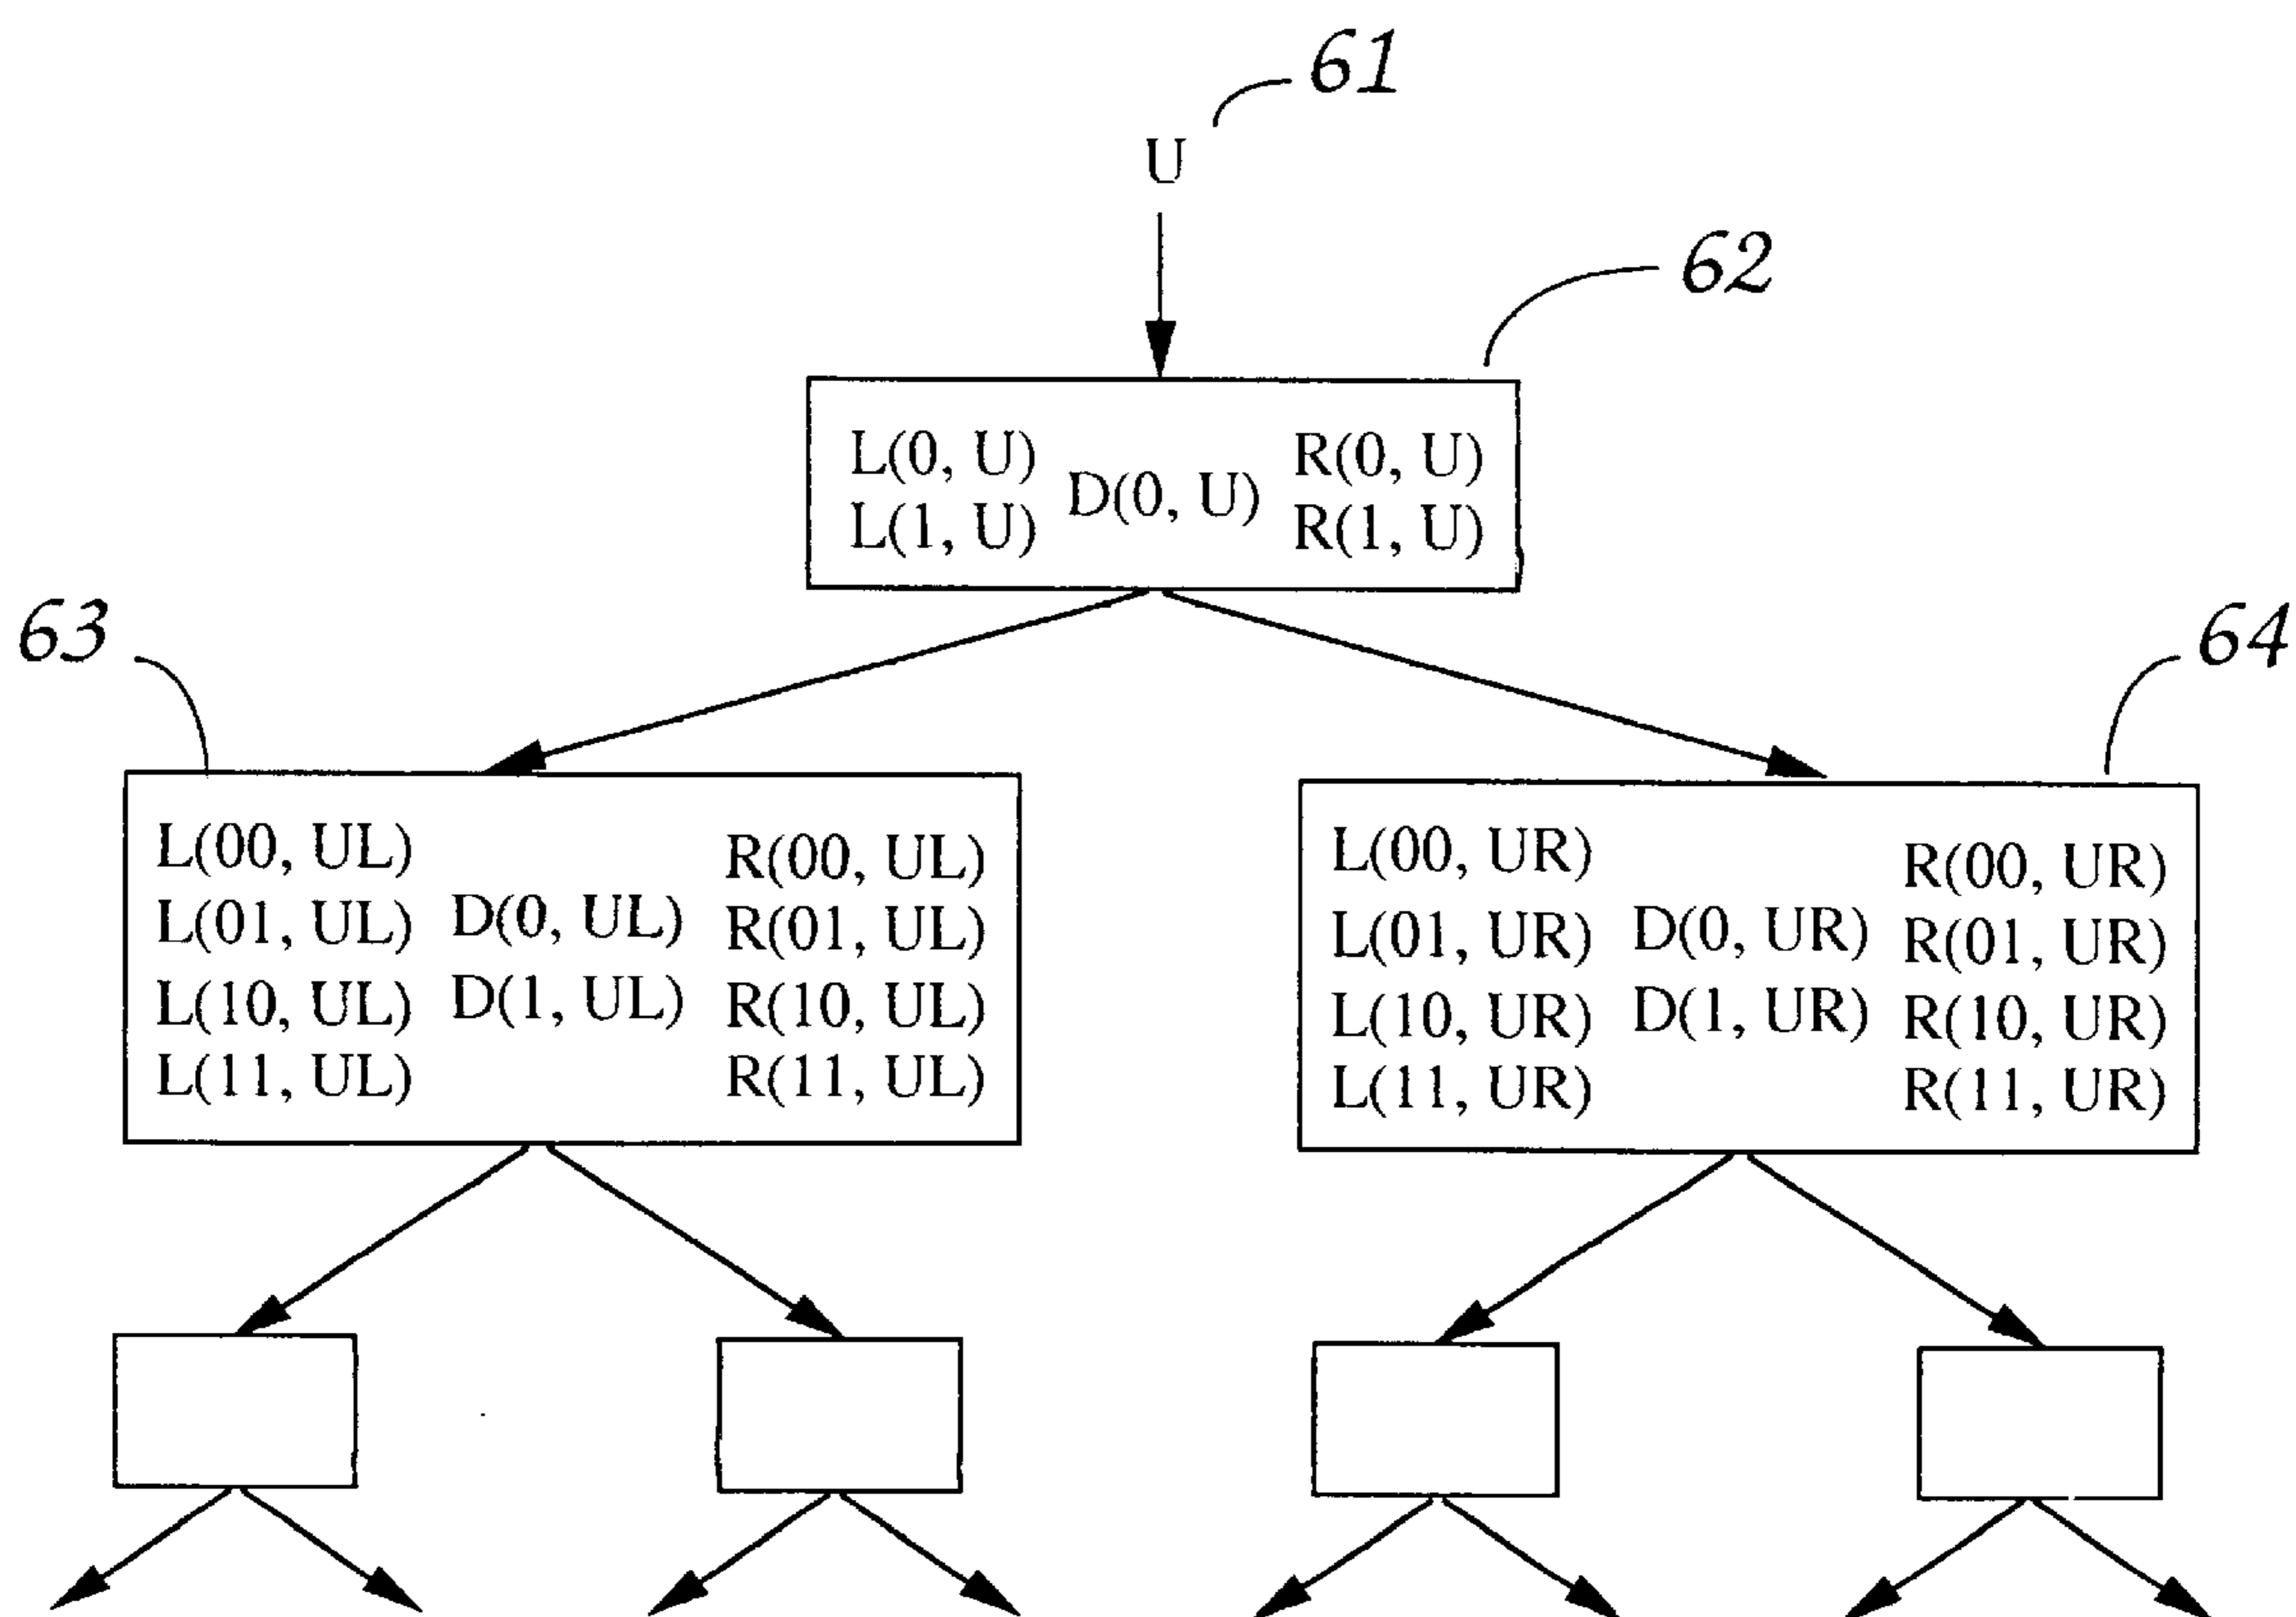 61
U
62
L(0, U) D(0, U) R(0, U)
L(1, U) R(1, U)
63
64
L(00, UL) R(00, UL)
L(01, UL) D(0, UL) R(01, UL)
L(10, UL) D(1, UL) R(10, UL)
L(11, UL) R(11, UL)
L(00, UR) R(00, UR)
L(01, UR) D(0, UR) R(01, UR)
L(10, UR) D(1, UR) R(10, UR)
L(11, UR) R(11, UR)